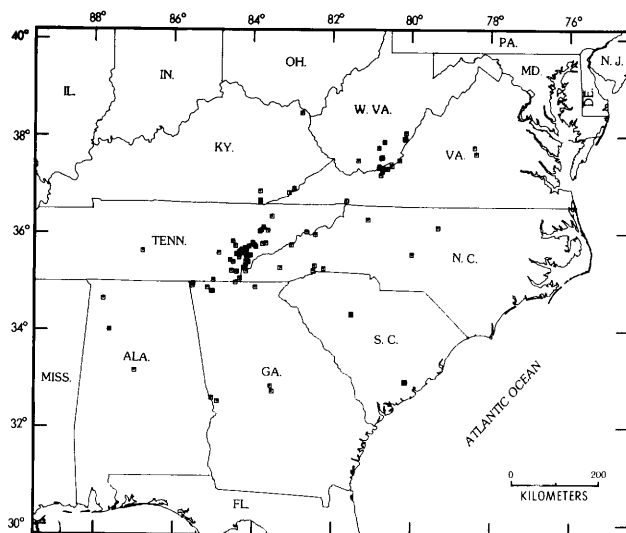 88° 86° 84° 82° 80° 78° 76°
40°
PA.
OH.
IN.
IL.
MD.
N. J.
DE.
W. VA.
38°
KY.
VA.
36°
TENN.
N. C.
34°
S. C.
MISS.
ALA.
GA.
ATLANTIC OCEAN
32°
0 200
KILOMETERS
FL.
30°